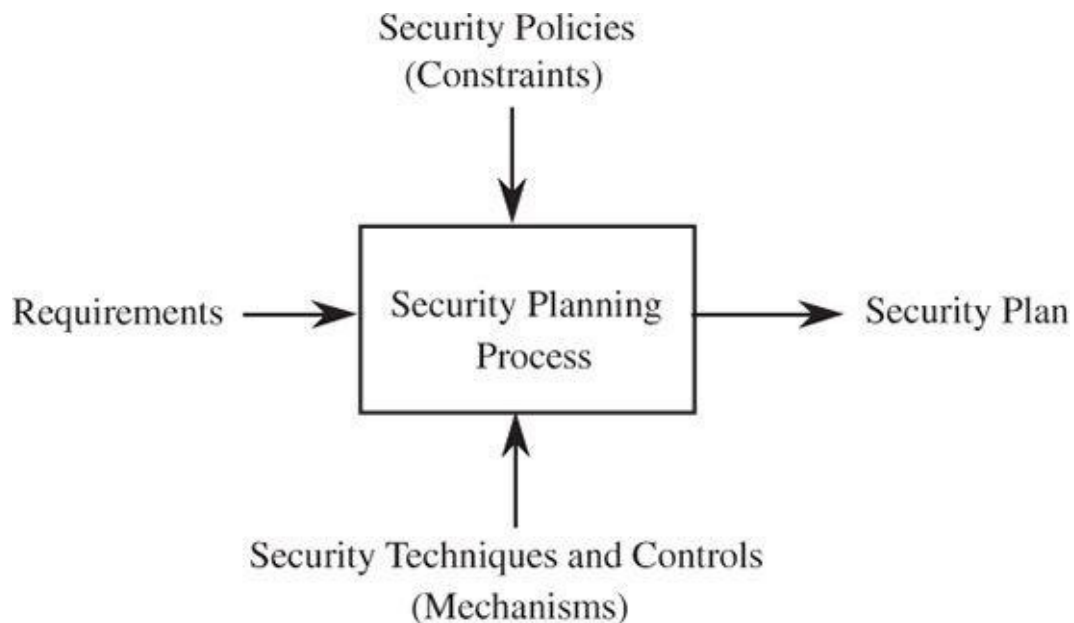 Security Policies
(Constraints)
Requirements
Security Planning
Process
Security Plan
Security Techniques and Controls
(Mechanisms)